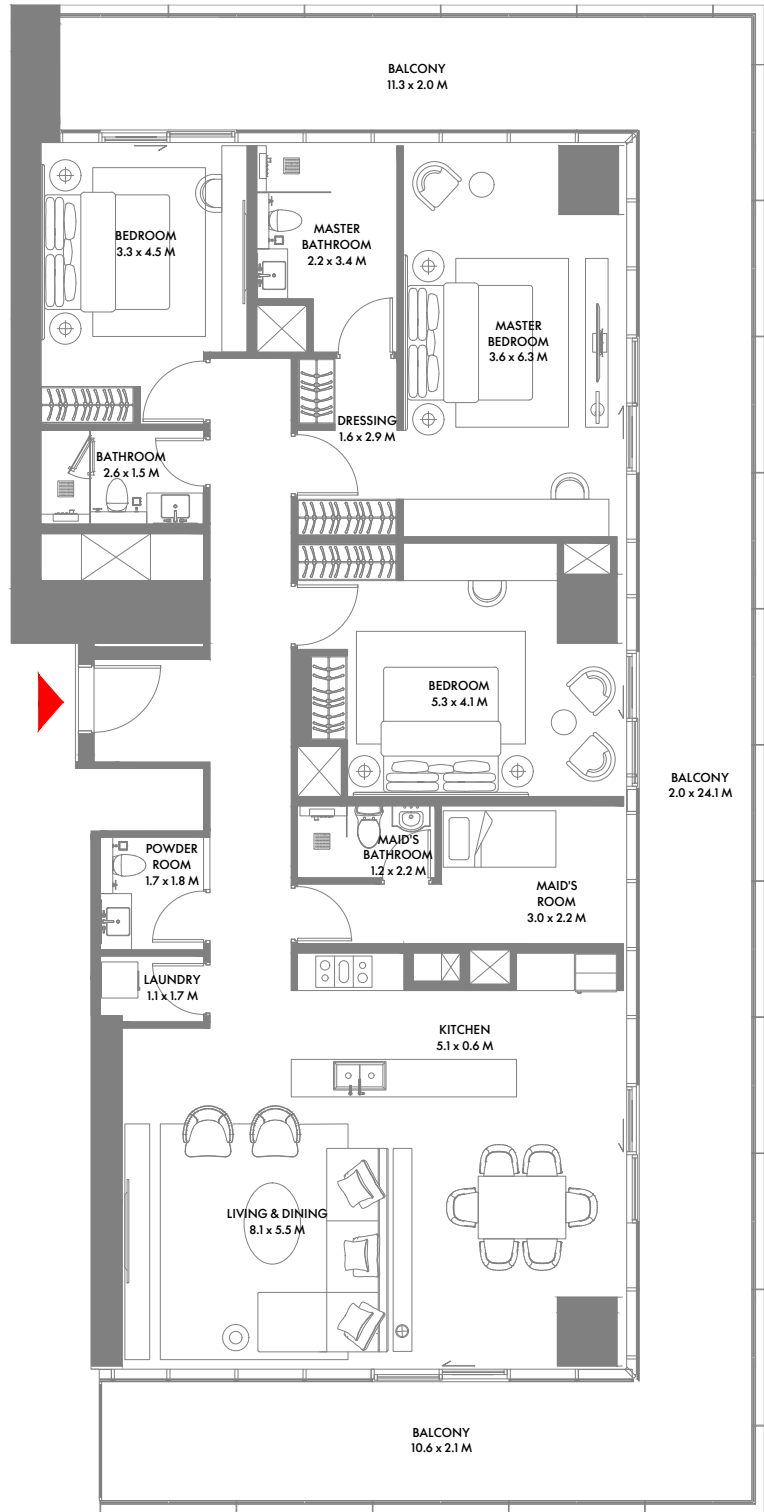 BALCONY
11.3 x 2.0 M
BEDROOM
3.3 x 4.5 M
MASTER
BATHROOM
2.2 x 3.4 M
MASTER
BEDROOM
3.6 x 6.3 M
DRESSING
1.6 x 2.9 M
BATHROOM
2.6 x 1.5 M
BEDROOM
5.3 x 4.1 M
BALCONY
2.0 x 24.1 M
POWDER
ROOM
1.7 x 1.8 M
MAID'S
BATHROOM
1.2 x 2.2 M
MAID'S
ROOM
3.0 x 2.2 M
LAUNDRY
1.1 x 1.7 M
KITCHEN
5.1 x 0.6 M
LIVING & DINING
8.1 x 5.5 M
BALCONY
10.6 x 2.1 M